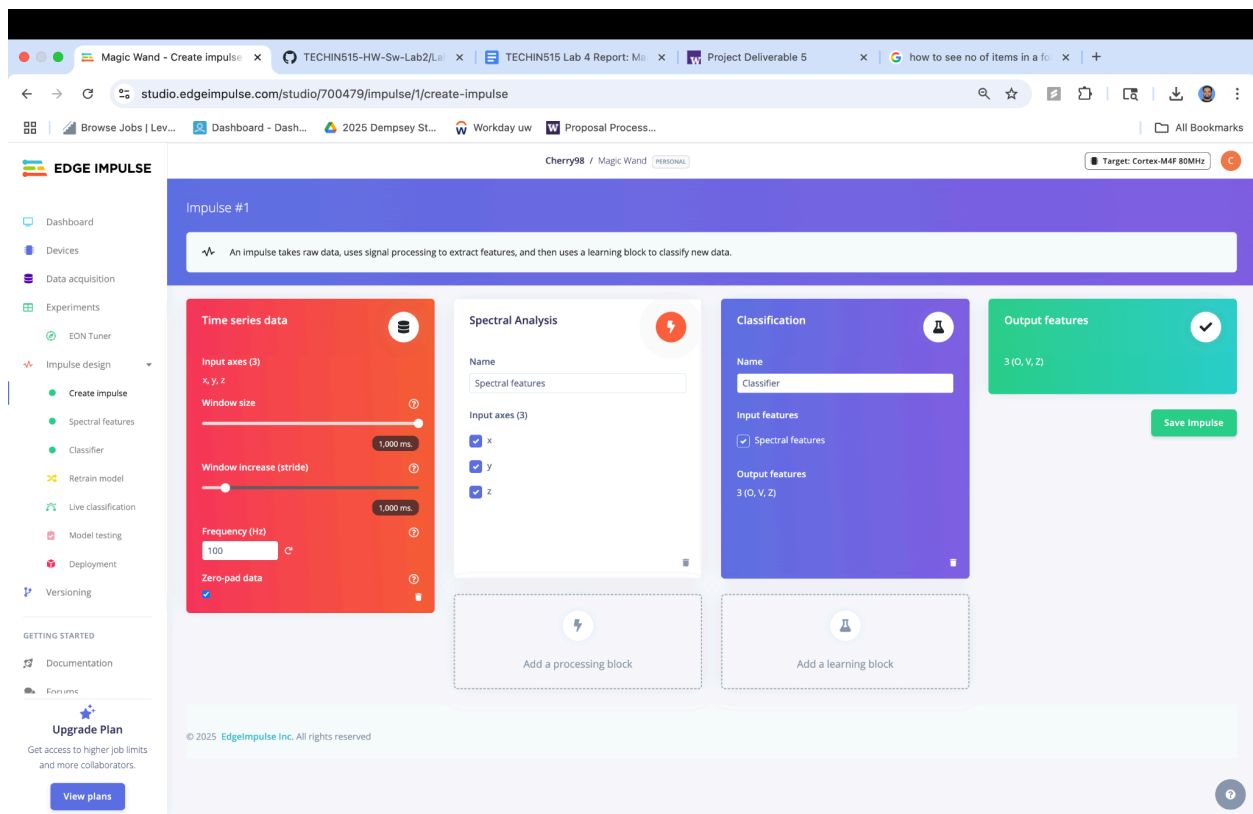 Magic Wand - Create impulse
TECHIN515-HW-Sw-Lab2/La
TECHIN515 Lab 4 Report: Ma
Project Deliverable 5
how to see no of items in a fo
studio.edgeimpulse.com/studio/700479/impulse/1/create-impulse
Browse Jobs | Lev...
Dashboard - Dash...
2025 Dempsey St...
Workday uw
Proposal Process...
All Bookmarks
EDGE IMPULSE
Cherry98 / Magic Wand PERSONAL
Target: Cortex-M4F 80MHz
C
Dashboard
Devices
Data acquisition
Experiments
EON Tuner
Impulse design
Create impulse
Spectral features
Classifier
Retrain model
Live classification
Model testing
Deployment
Versioning
GETTING STARTED
Documentation
Forums
Upgrade Plan
Get access to higher job limits
and more collaborators.
View plans
Impulse #1
An impulse takes raw data, uses signal processing to extract features, and then uses a learning block to classify new data.
Time series data
Input axes (3)
x, y, z
Window size
1,000 ms.
Window increase (stride)
1,000 ms.
Frequency (Hz)
100
Zero-pad data
Spectral Analysis
Name
Spectral features
Input axes (3)
x
y
z
Classification
Name
Classifier
Input features
Spectral features
Output features
3 (O, V, Z)
Output features
3 (O, V, Z)
Save Impulse
Add a processing block
Add a learning block
© 2025 EdgeImpulse Inc. All rights reserved